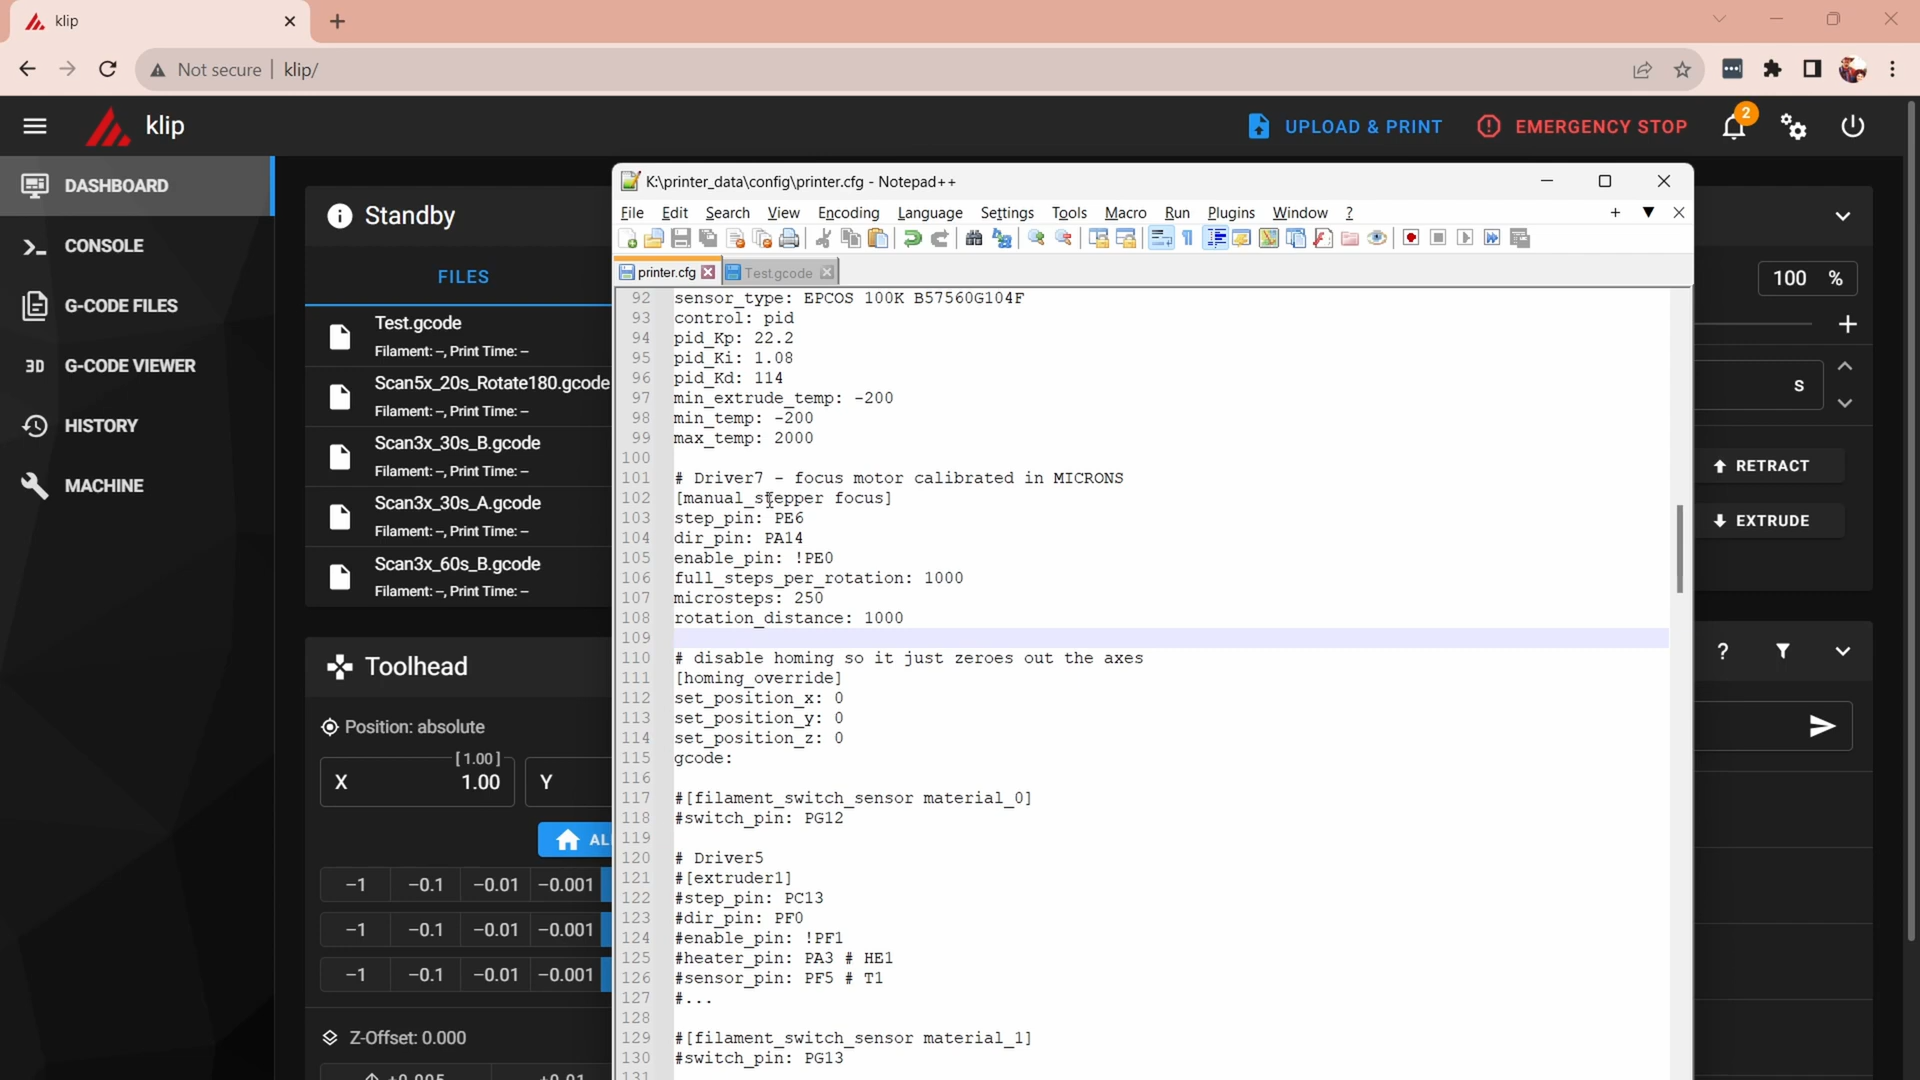 klip
Not secure
klip/
klip
UPLOAD & PRINT
EMERGENCY STOP
2
DASHBOARD
CONSOLE
G-CODE FILES
3D G-CODE VIEWER
HISTORY
MACHINE
Standby
FILES
Test.gcode
Filament: –, Print Time: –
Scan5x_20s_Rotate180.gcode
Filament: –, Print Time: –
Scan3x_30s_B.gcode
Filament: –, Print Time: –
Scan3x_30s_A.gcode
Filament: –, Print Time: –
Scan3x_60s_B.gcode
Filament: –, Print Time: –
Toolhead
Position: absolute
[ 1.00 ]
X 1.00 Y
−1 −0.1 −0.01 −0.001
−1 −0.1 −0.01 −0.001
−1 −0.1 −0.01 −0.001
Z-Offset: 0.000
K:\printer_data\config\printer.cfg - Notepad++
File Edit Search View Encoding Language Settings Tools Macro Run Plugins Window ?
printer.cfg
Test.gcode
92 sensor_type: EPCOS 100K B57560G104F
93 control: pid
94 pid_Kp: 22.2
95 pid_Ki: 1.08
96 pid_Kd: 114
97 min_extrude_temp: -200
98 min_temp: -200
99 max_temp: 2000
100
101 # Driver7 - focus motor calibrated in MICRONS
102 [manual_stepper focus]
103 step_pin: PE6
104 dir_pin: PA14
105 enable_pin: !PE0
106 full_steps_per_rotation: 1000
107 microsteps: 250
108 rotation_distance: 1000
109
110 # disable homing so it just zeroes out the axes
111 [homing_override]
112 set_position_x: 0
113 set_position_y: 0
114 set_position_z: 0
115 gcode:
116
117 #[filament_switch_sensor material_0]
118 #switch_pin: PG12
119
120 # Driver5
121 #[extruder1]
122 #step_pin: PC13
123 #dir_pin: PF0
124 #enable_pin: !PF1
125 #heater_pin: PA3 # HE1
126 #sensor_pin: PF5 # T1
127 #...
128
129 #[filament_switch_sensor material_1]
130 #switch_pin: PG13
100 %
s
RETRACT
EXTRUDE
?